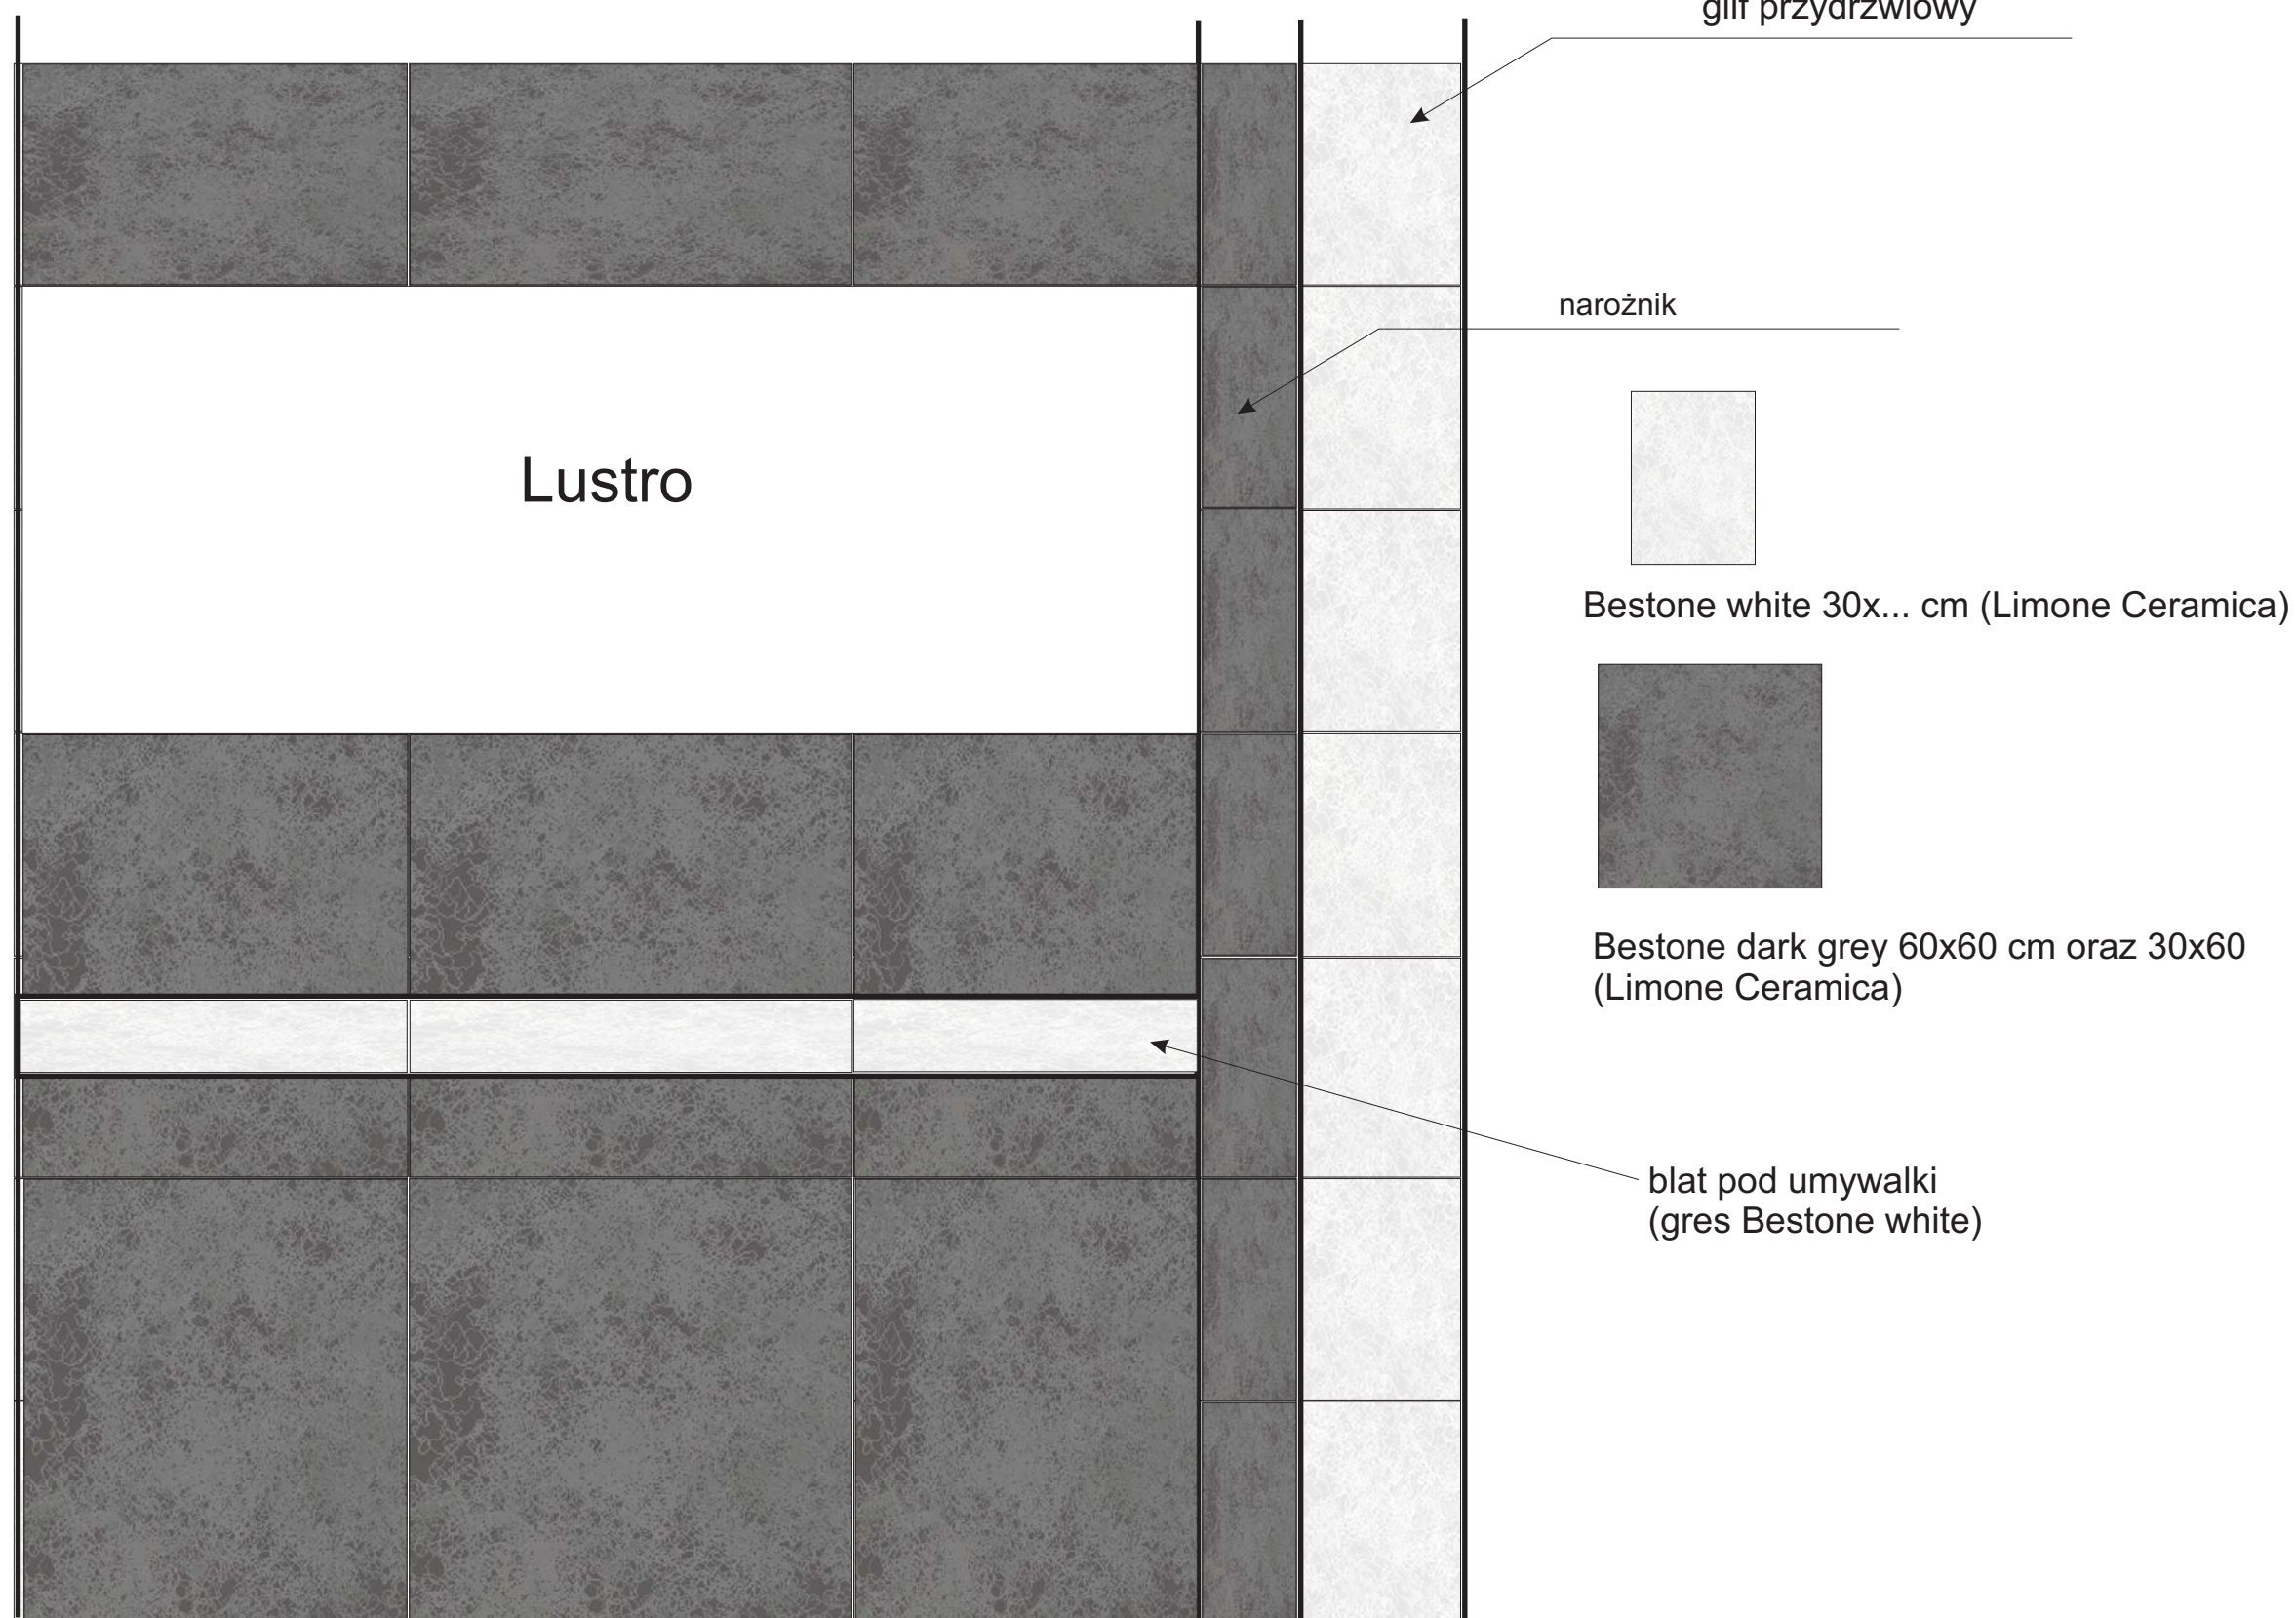 glif przydrzwiowy
narożnik
Lustro
Bestone white 30x... cm (Limone Ceramica)
Bestone dark grey 60x60 cm oraz 30x60
(Limone Ceramica)
blat pod umywalki
(gres Bestone white)